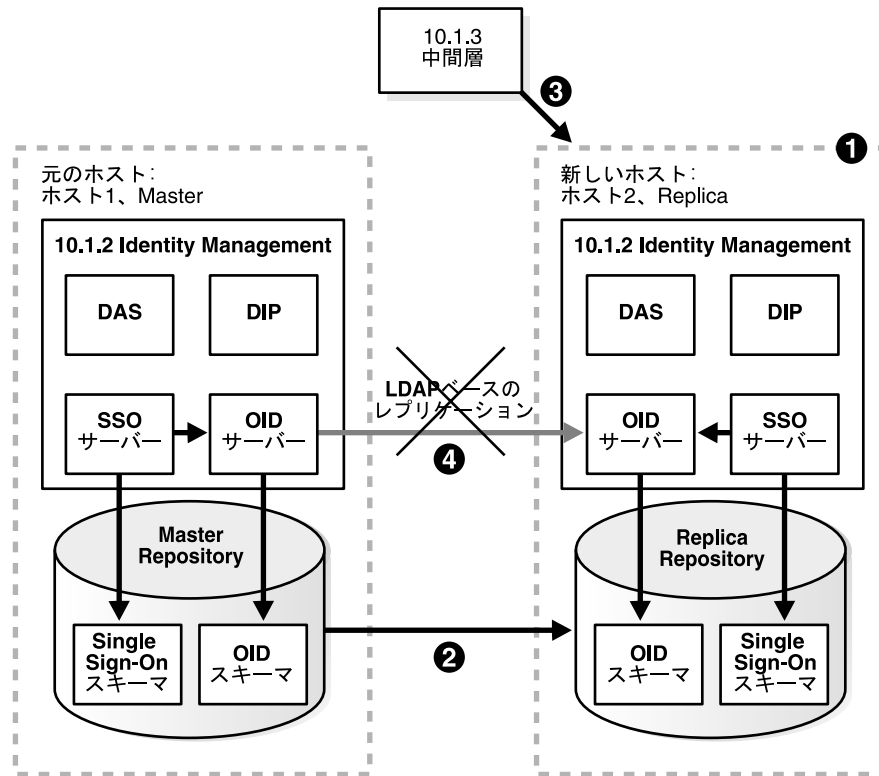 10.1.3
中間層
❸
❶
元のホスト:
ホスト1、Master
10.1.2 Identity Management
DAS
DIP
SSO
サーバー
OID
サーバー
Master
Repository
Single
Sign-On
スキーマ
OID
スキーマ
LDAPベースの
レプリケーション
❹
❷
新しいホスト:
ホスト2、Replica
10.1.2 Identity Management
DAS
DIP
OID
サーバー
SSO
サーバー
Replica
Repository
OID
スキーマ
Single
Sign-On
スキーマ